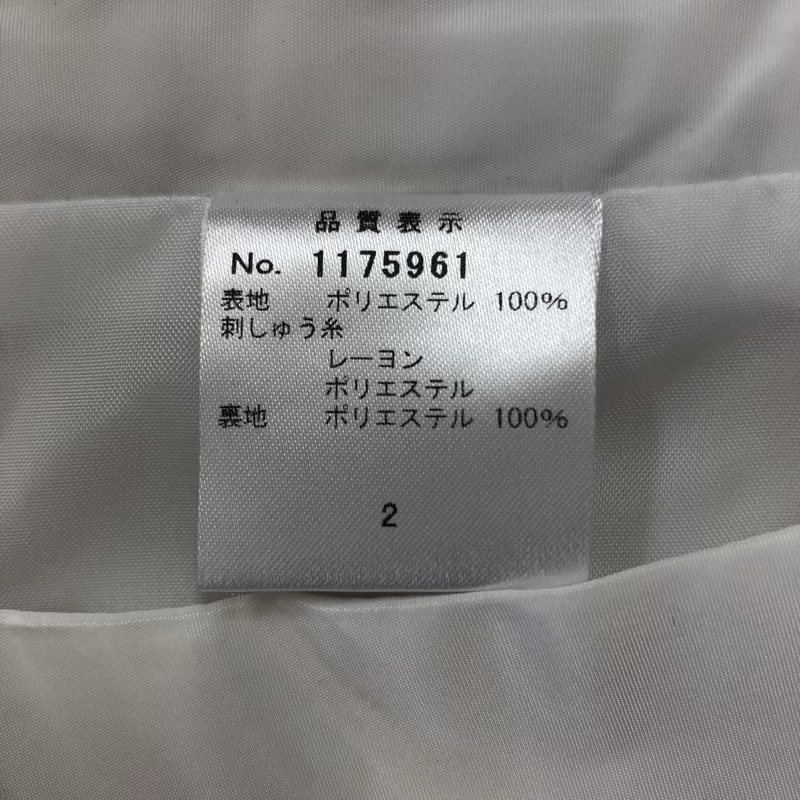 品質表示
No. 1175961
表地 ポリエステル 100%
刺しゅう糸
レーヨン
ポリエステル
裏地 ポリエステル 100%
2